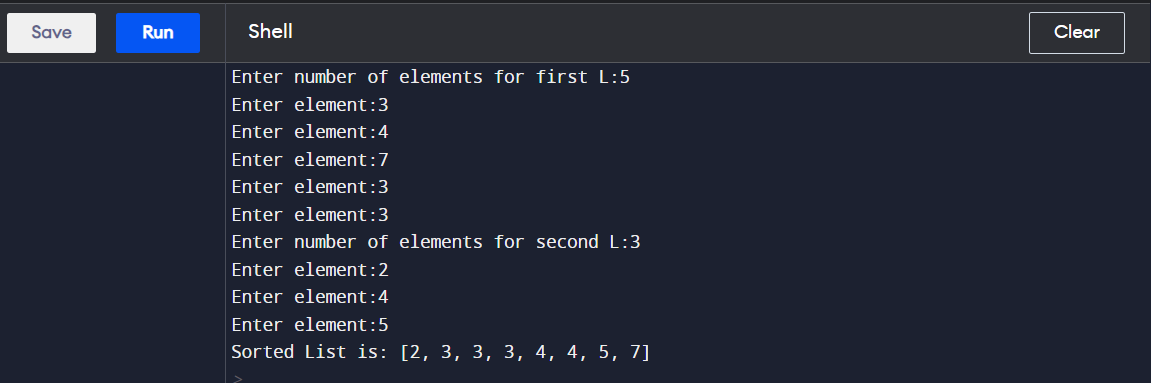 Save Run Shell Clear
Enter number of elements for first L:5
Enter element:3
Enter element:4
Enter element:7
Enter element:3
Enter element:3
Enter number of elements for second L:3
Enter element:2
Enter element:4
Enter element:5
Sorted List is: [2, 3, 3, 3, 4, 4, 5, 7]
>